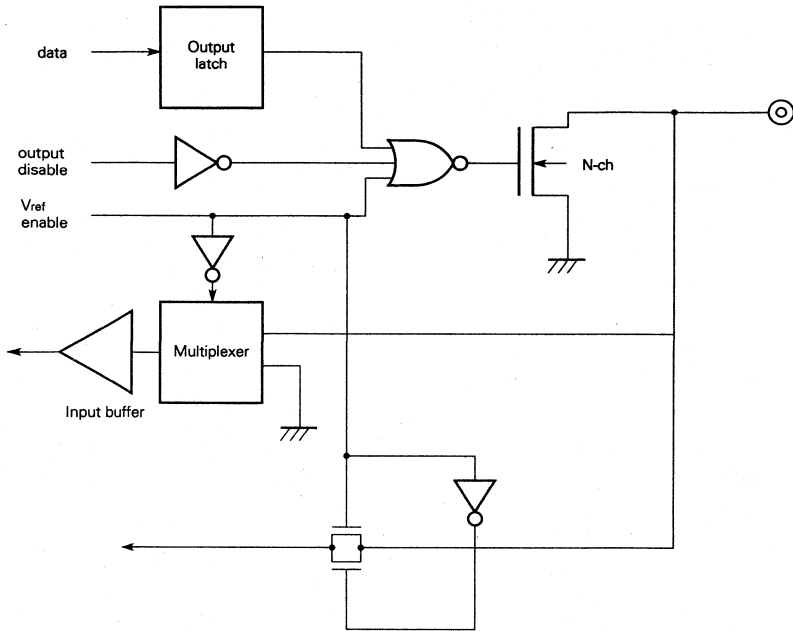 data
Output
latch
output
disable
N-ch
Vref
enable
Multiplexer
Input buffer